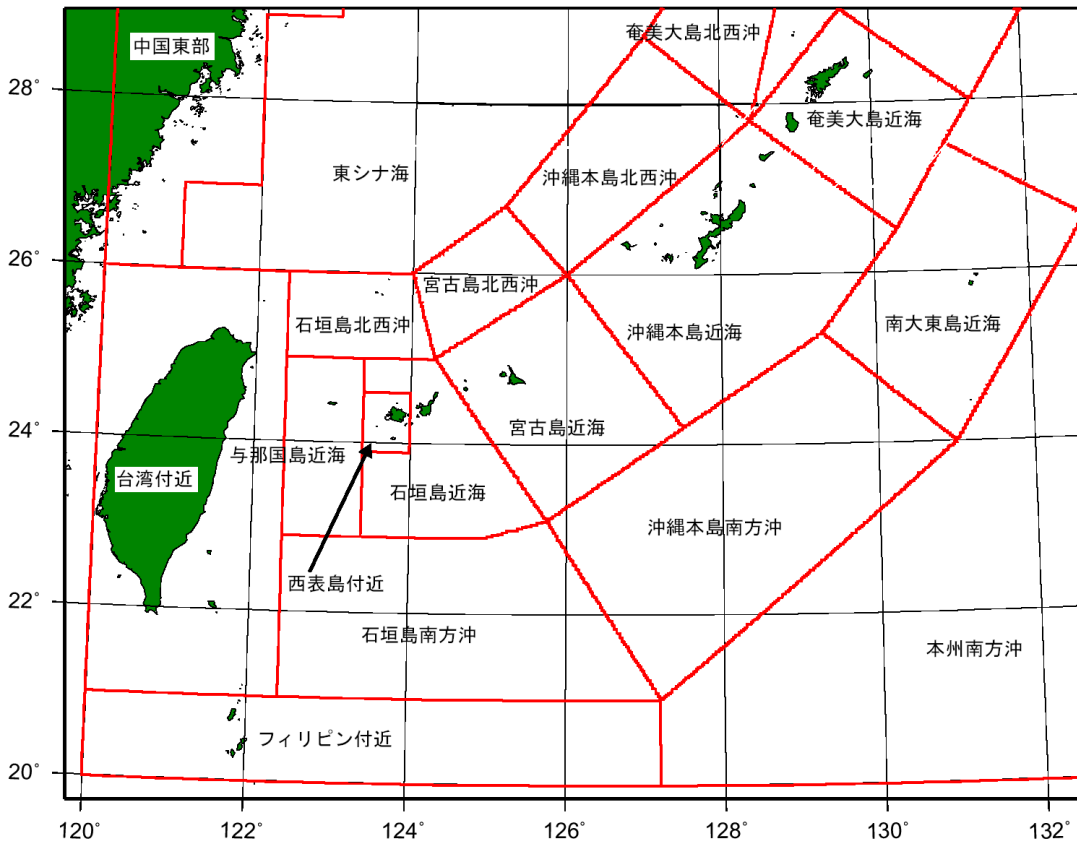 奄美大島北西沖
中国東部
28°
奄美大島近海
東シナ海
沖縄本島北西沖
26°
宮古島北西沖
石垣島北西沖
沖縄本島近海
南大東島近海
24°
宮古島近海
与那国島近海
台湾付近
石垣島近海
沖縄本島南方沖
西表島付近
22°
石垣島南方沖
本州南方沖
フィリピン付近
20°
120°
122°
124°
126°
128°
130°
132°